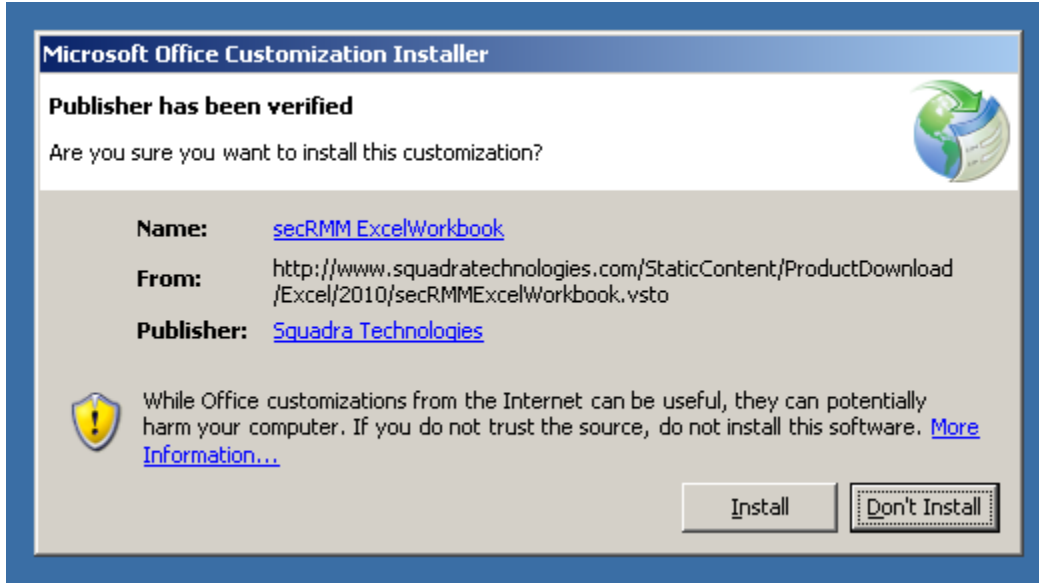 Microsoft Office Customization Installer
Publisher has been verified
Are you sure you want to install this customization?
Name: secRMM ExcelWorkbook
From: http://www.squadratechnologies.com/StaticContent/ProductDownload
/Excel/2010/secRMMExcelWorkbook.vsto
Publisher: Squadra Technologies
While Office customizations from the Internet can be useful, they can potentially
harm your computer. If you do not trust the source, do not install this software. More
Information...
Install Don't Install